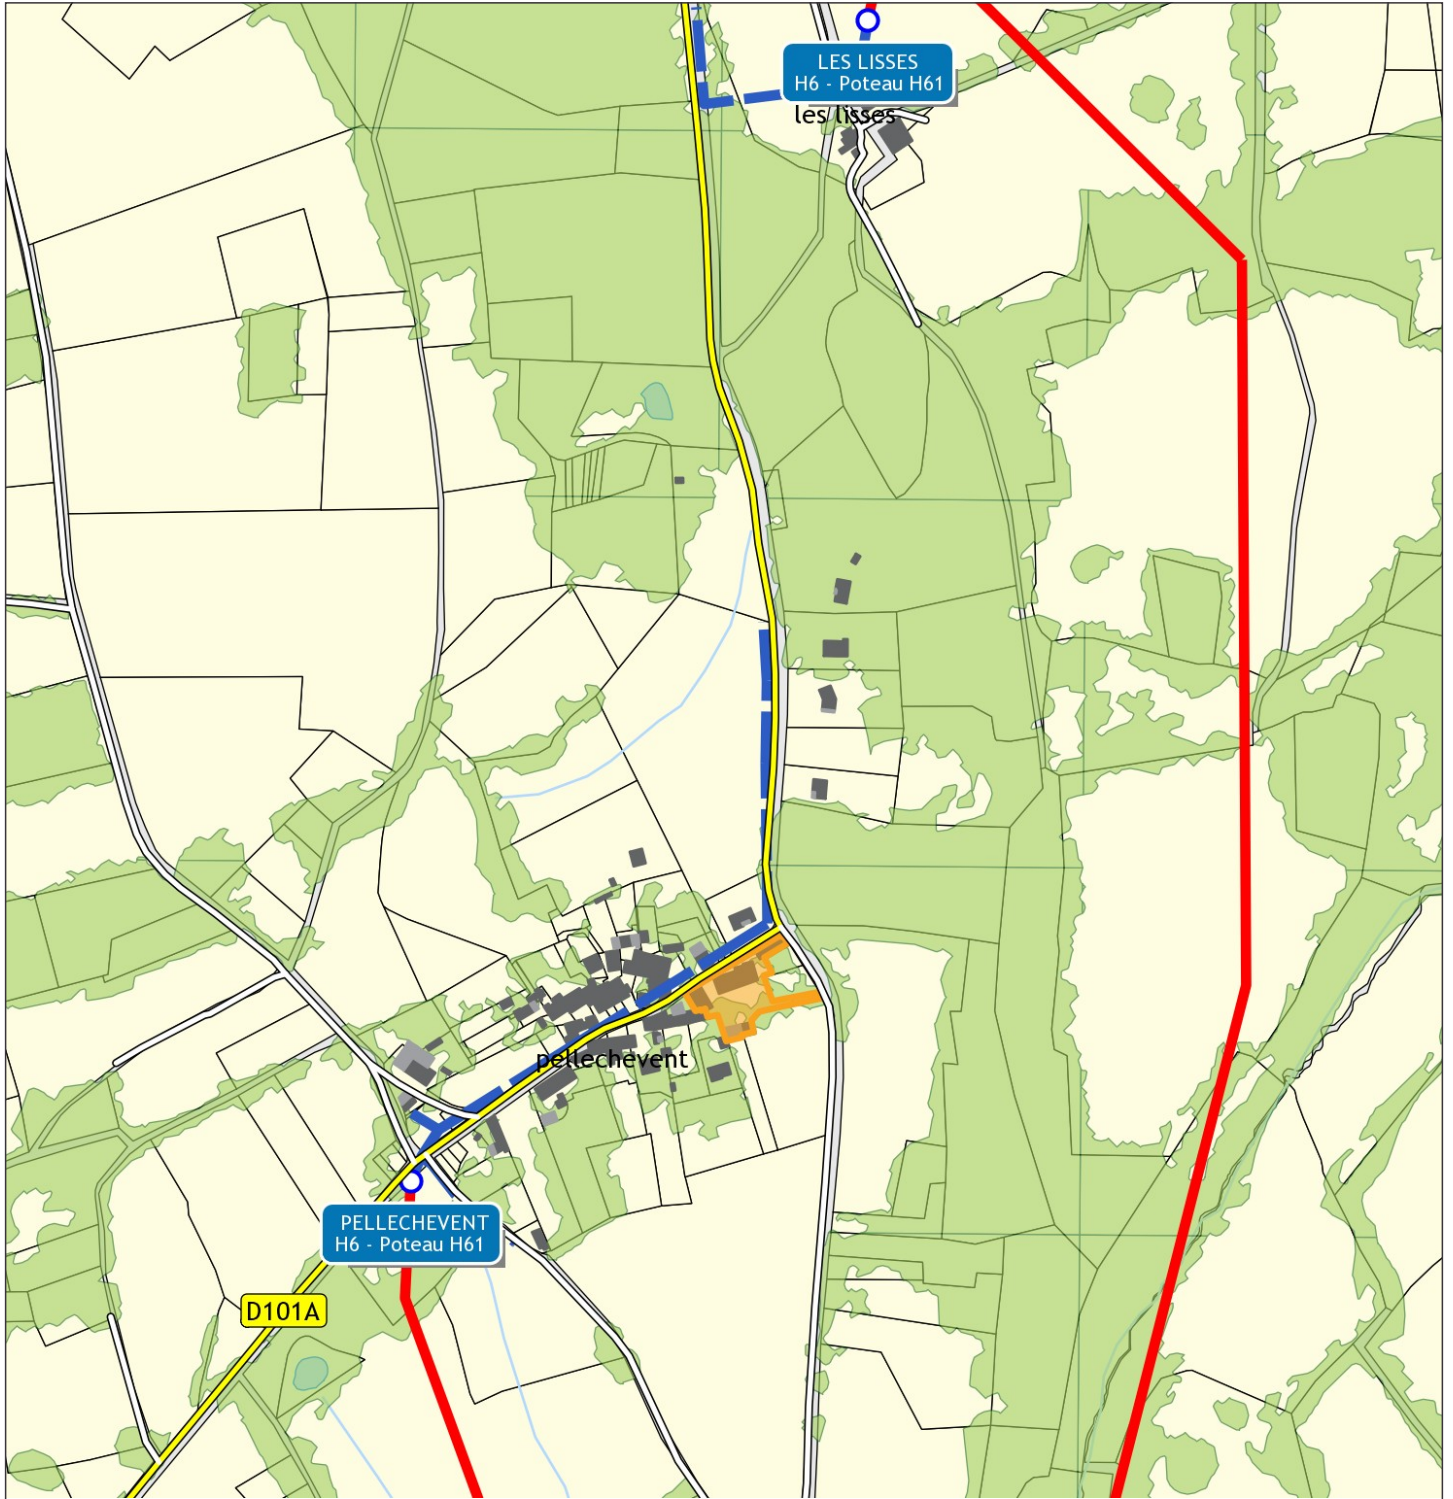 LES LISSES
H6 - Poteau H61
les lisses
pellechevent
PELLECHEVENT
H6 - Poteau H61
D101A